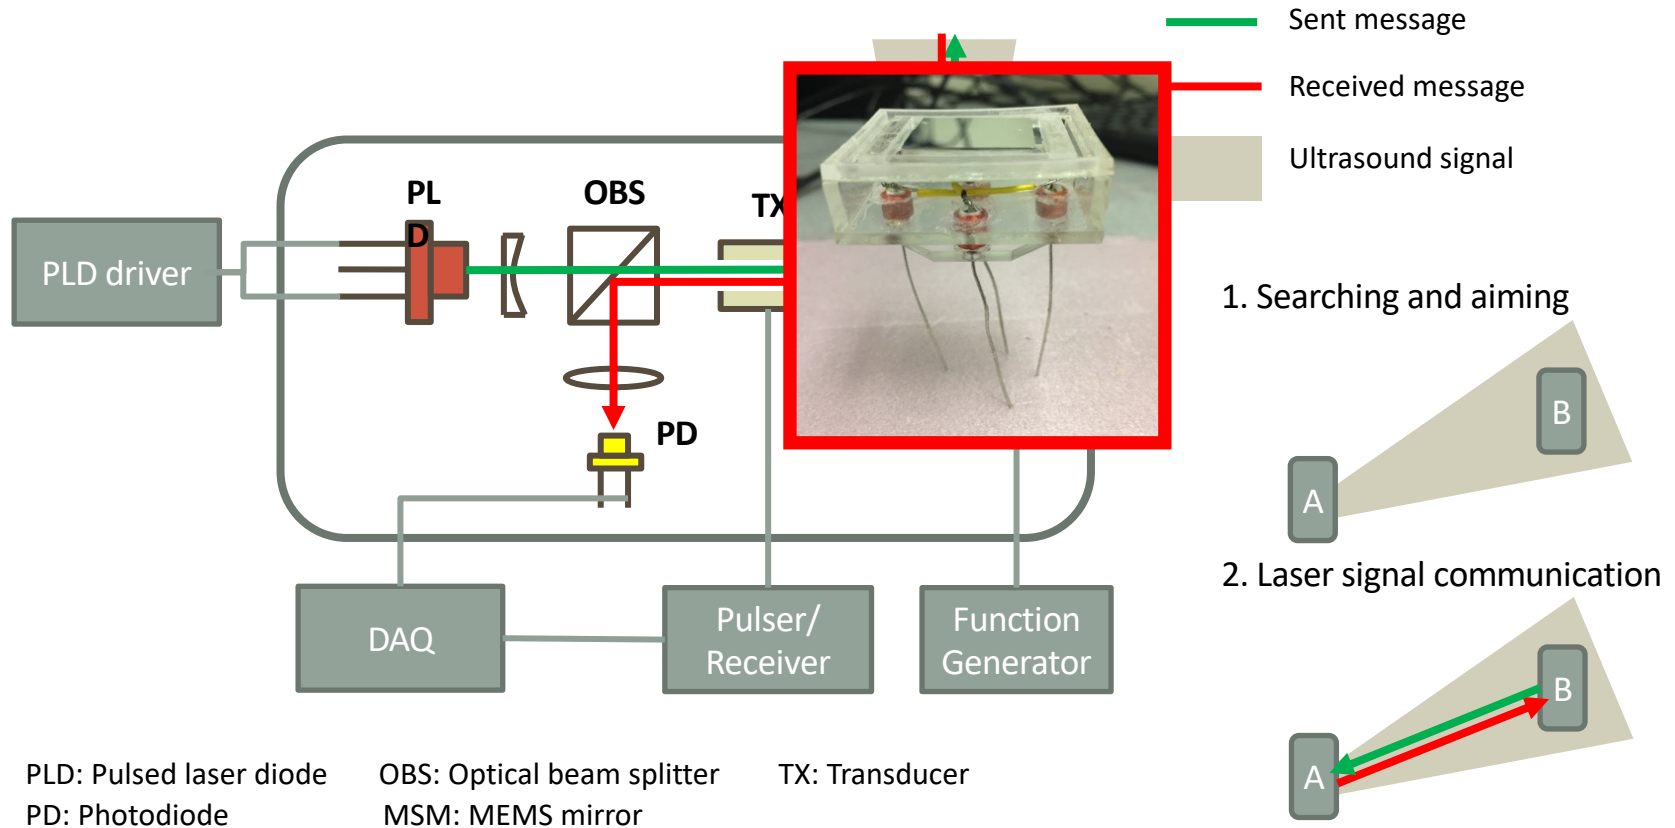 Sent message
Received message
Ultrasound signal
PL
D
OBS
TX
PLD driver
PD
1. Searching and aiming
B
A
2. Laser signal communication
B
A
DAQ
Pulser/
Receiver
Function
Generator
PLD: Pulsed laser diode
OBS: Optical beam splitter
TX: Transducer
PD: Photodiode
MSM: MEMS mirror